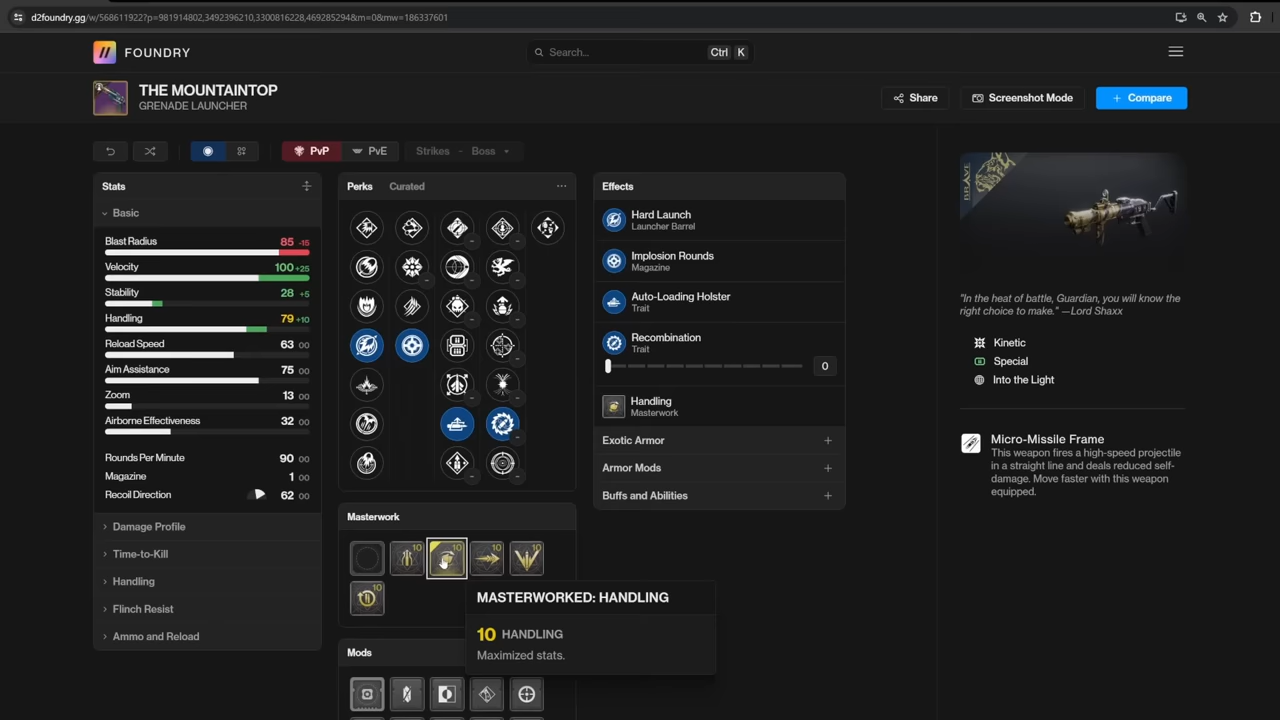 d2foundry.gg/w/568611922?p=981914802,3492396210,3300816228,469285294&m=0&mw=186337601
FOUNDRY
Search...
Ctrl
K
THE MOUNTAINTOP
GRENADE LAUNCHER
Share
Screenshot Mode
Compare
PvP
PvE
Strikes - Boss
Stats
Basic
Blast Radius 85 -15
Velocity 100 +25
Stability 28 +5
Handling 79 +10
Reload Speed 63 00
Aim Assistance 75 00
Zoom 13 00
Airborne Effectiveness 32 00
Rounds Per Minute 90 00
Magazine 1 00
Recoil Direction 62 00
Damage Profile
Time-to-Kill
Handling
Flinch Resist
Ammo and Reload
Perks
Curated
Masterwork
10
10
10
10
10
MASTERWORKED: HANDLING
10 HANDLING
Maximized stats.
Mods
Effects
Hard Launch
Launcher Barrel
Implosion Rounds
Magazine
Auto-Loading Holster
Trait
Recombination
Trait
0
Handling
Masterwork
Exotic Armor
Armor Mods
Buffs and Abilities
BRAVE
"In the heat of battle, Guardian, you will know the
right choice to make." —Lord Shaxx
Kinetic
Special
Into the Light
Micro-Missile Frame
This weapon fires a high-speed projectile
in a straight line and deals reduced self-
damage. Move faster with this weapon
equipped.